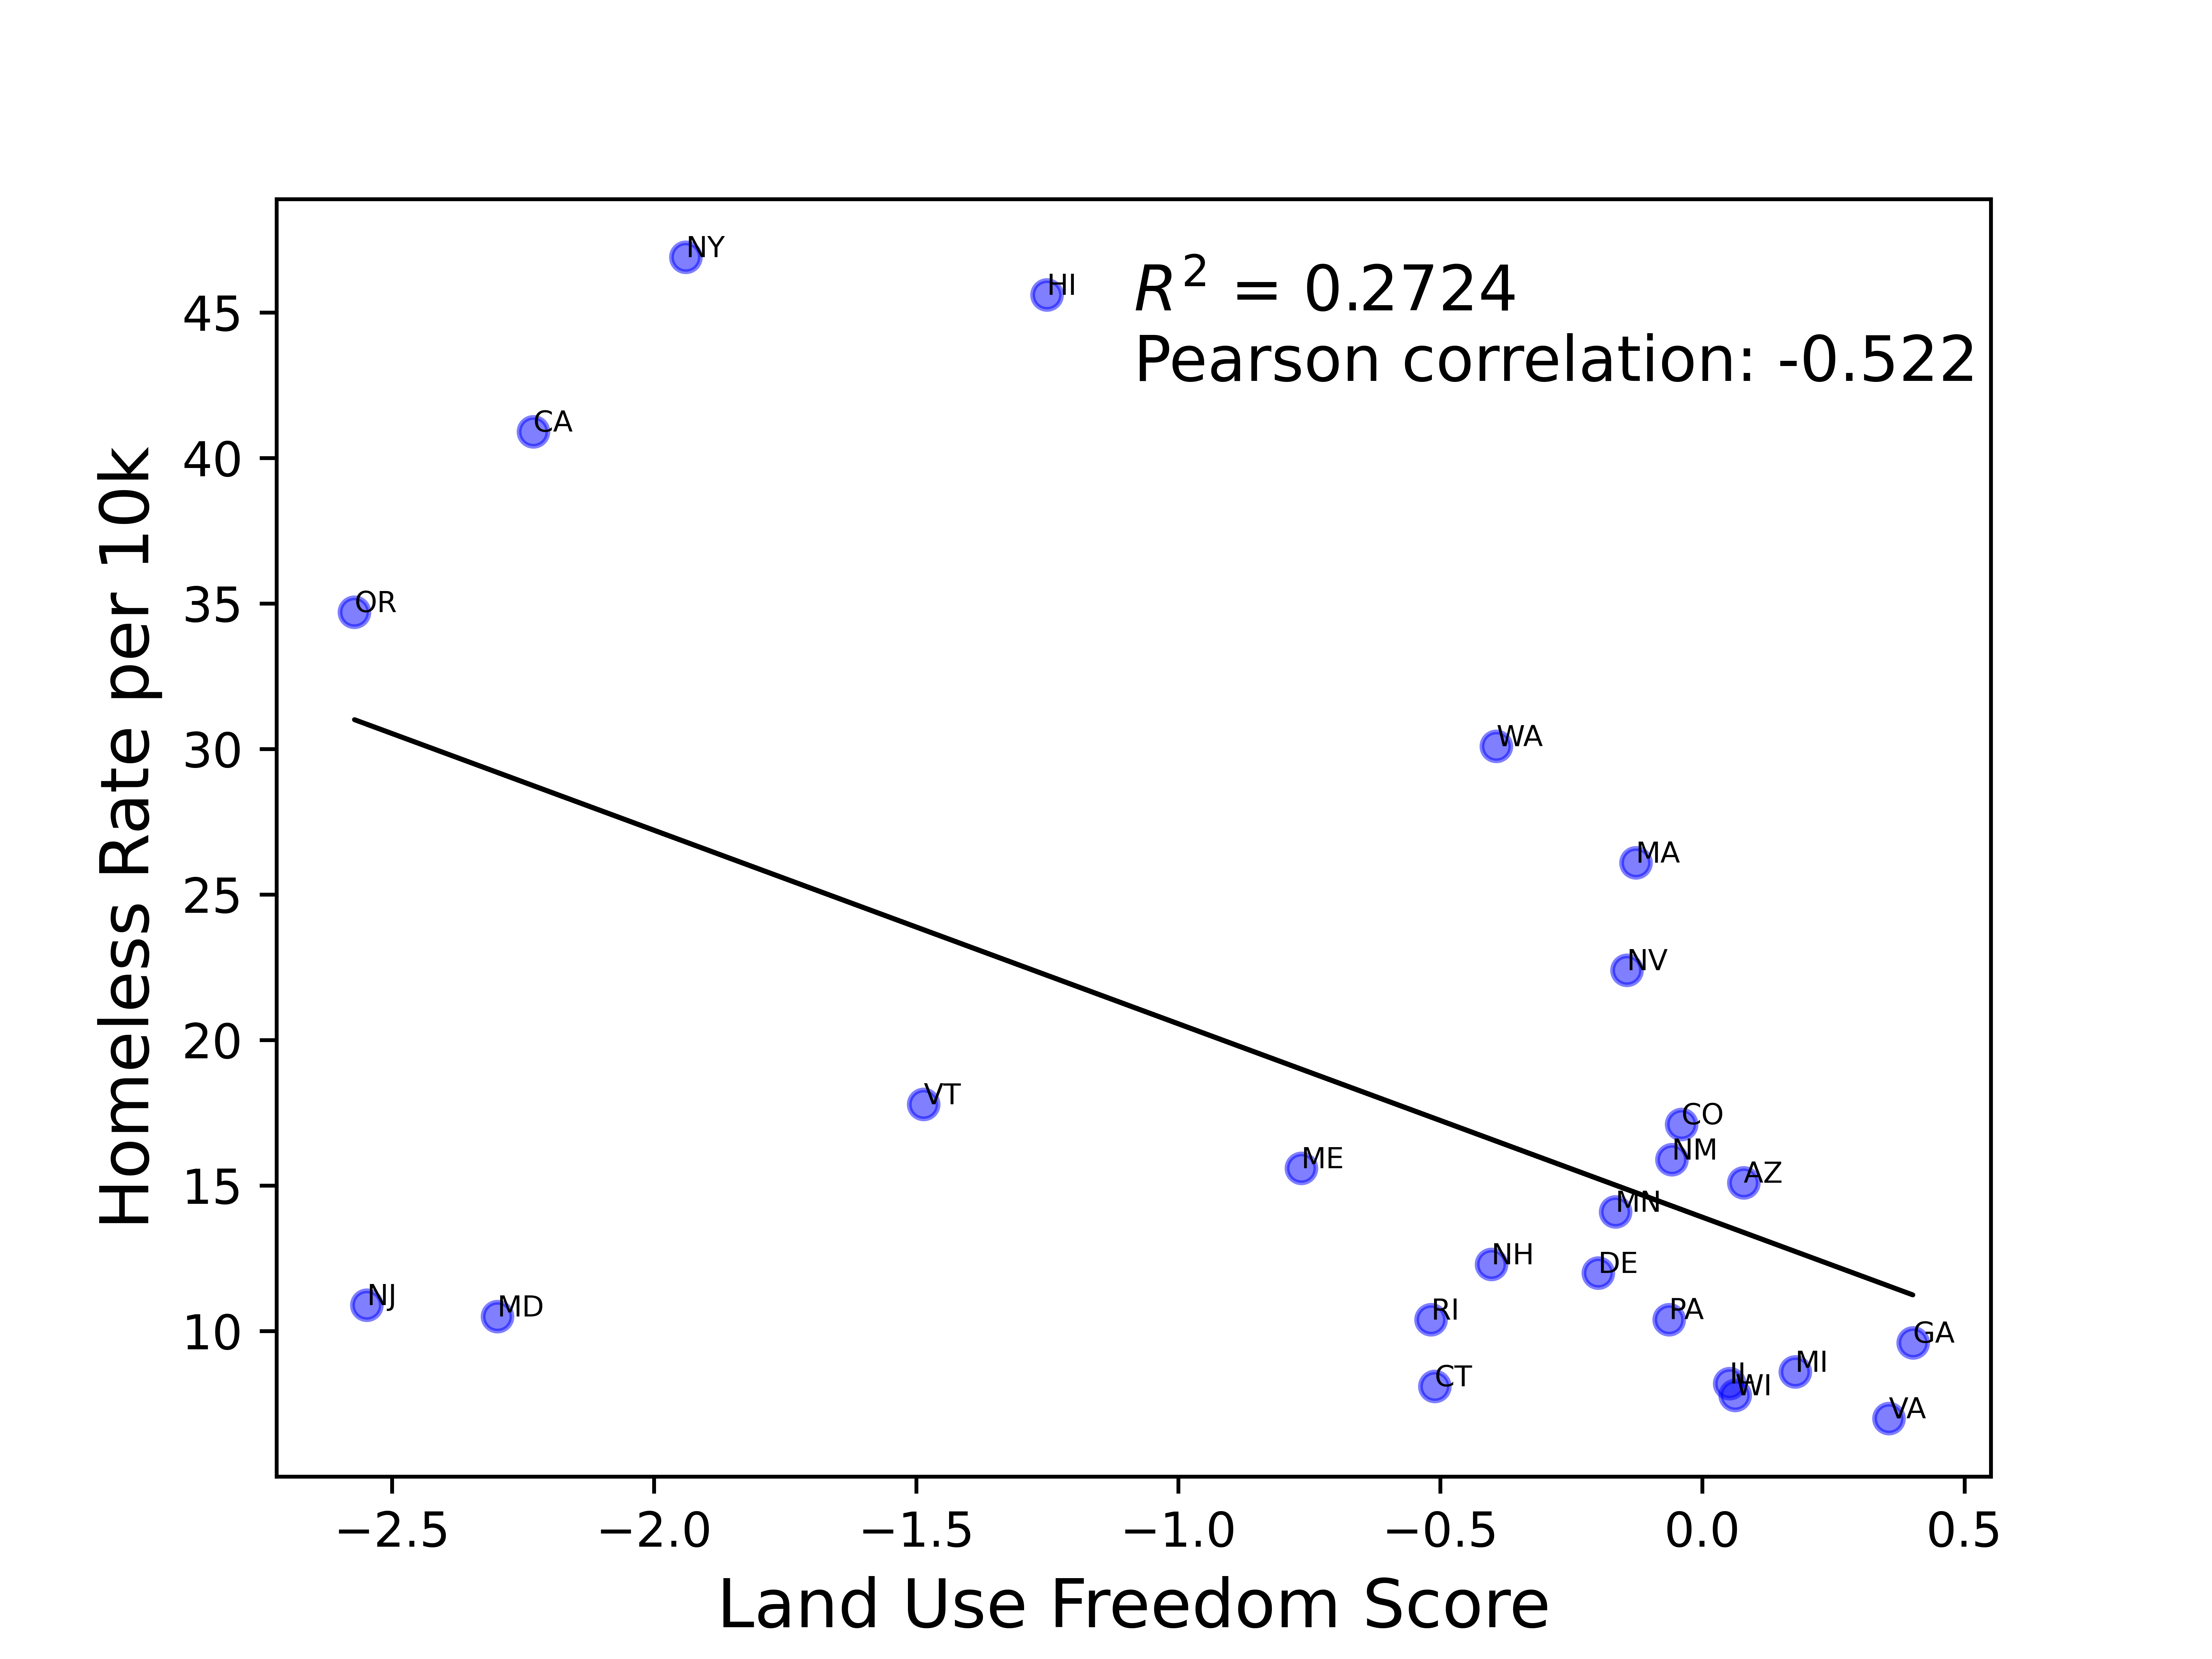 NY
HI
R² = 0.2724
Pearson correlation: -0.522
CA
OR
WA
MA
NV
VT
CO
NM
ME
AZ
MN
NH
DE
NJ
MD
RI
PA
GA
CT
IL
MI
WI
VA
45
40
35
30
25
20
15
10
Homeless Rate per 10k
−2.5 −2.0 −1.5 −1.0 −0.5 0.0 0.5
Land Use Freedom Score